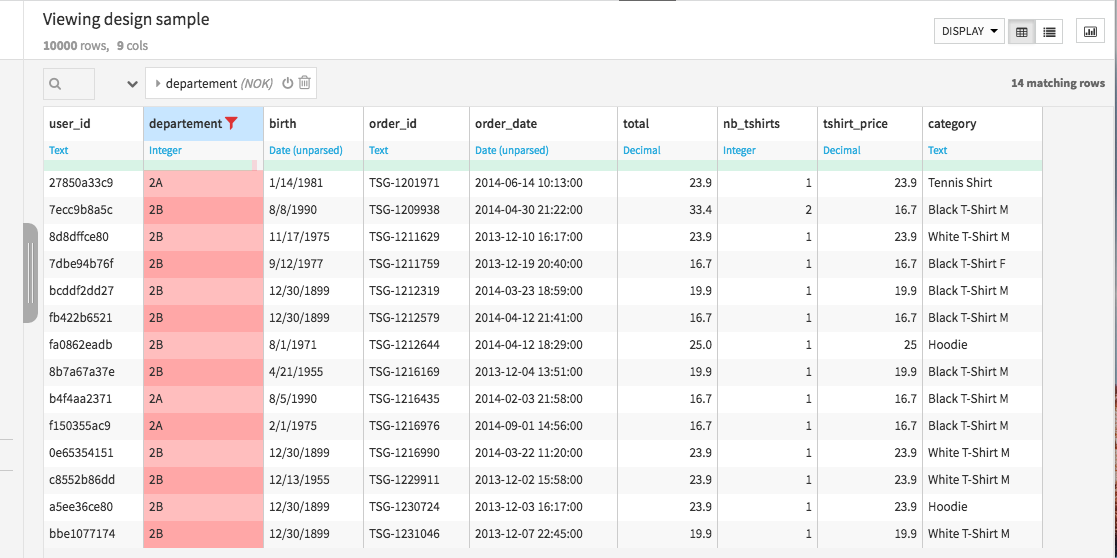 Viewing design sample
10000 rows, 9 cols
DISPLAY
departement (NOK)
14 matching rows
user_id departement birth order_id order_date total nb_tshirts tshirt_price category
Text Integer Date (unparsed) Text Date (unparsed) Decimal Integer Decimal Text
27850a33c9 2A 1/14/1981 TSG-1201971 2014-06-14 10:13:00 23.9 1 23.9 Tennis Shirt
7ecc9b8a5c 2B 8/8/1990 TSG-1209938 2014-04-30 21:22:00 33.4 2 16.7 Black T-Shirt M
8d8dffce80 2B 11/17/1975 TSG-1211629 2013-12-10 16:17:00 23.9 1 23.9 White T-Shirt M
7dbe94b76f 2B 9/12/1977 TSG-1211759 2013-12-19 20:40:00 16.7 1 16.7 Black T-Shirt F
bcddf2dd27 2B 12/30/1899 TSG-1212319 2014-03-23 18:59:00 19.9 1 19.9 Black T-Shirt M
fb422b6521 2B 12/30/1899 TSG-1212579 2014-04-12 21:41:00 16.7 1 16.7 Black T-Shirt M
fa0862eadb 2B 8/1/1971 TSG-1212644 2014-04-12 18:29:00 25.0 1 25 Hoodie
8b7a67a37e 2B 4/21/1955 TSG-1216169 2013-12-04 13:51:00 19.9 1 19.9 Black T-Shirt M
b4f4aa2371 2A 8/5/1990 TSG-1216435 2014-02-03 21:58:00 16.7 1 16.7 Black T-Shirt M
f150355ac9 2A 2/1/1975 TSG-1216976 2014-09-01 14:56:00 16.7 1 16.7 Black T-Shirt M
0e65354151 2B 12/30/1899 TSG-1216990 2014-03-22 11:20:00 23.9 1 23.9 White T-Shirt M
c8552b86dd 2B 12/13/1955 TSG-1229911 2013-12-02 15:58:00 23.9 1 23.9 White T-Shirt M
a5ee36ce80 2B 12/30/1899 TSG-1230724 2013-12-03 16:17:00 23.9 1 23.9 Hoodie
bbe1077174 2B 12/30/1899 TSG-1231046 2013-12-07 22:45:00 19.9 1 19.9 White T-Shirt M